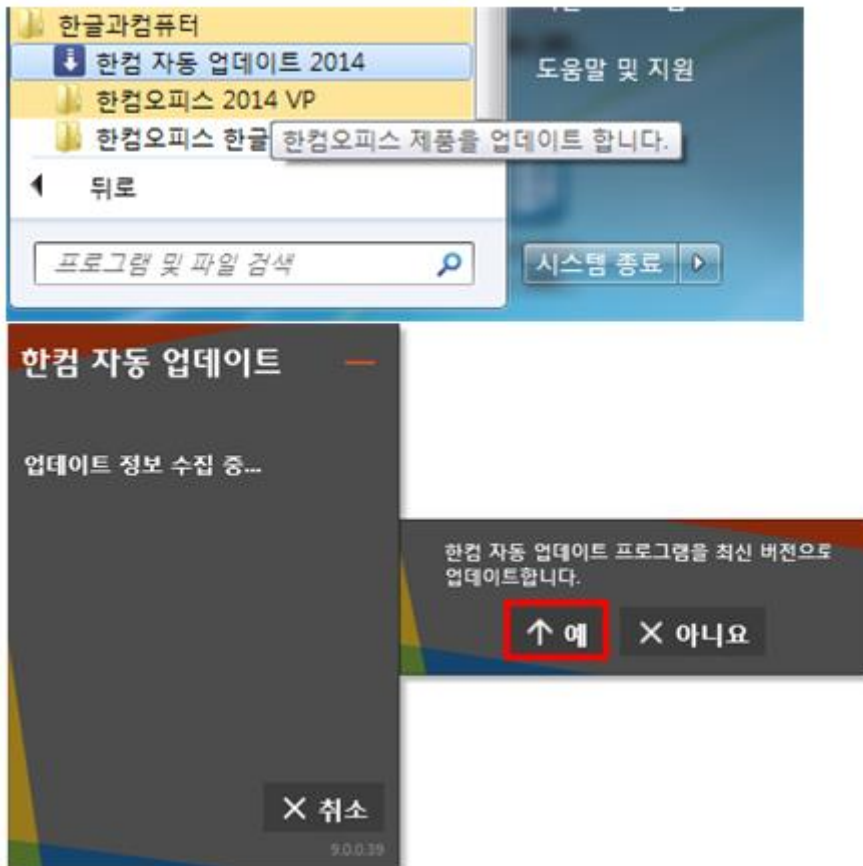 한글과컴퓨터
한컴 자동 업데이트 2014
한컴오피스 2014 VP
한컴오피스 한글
한컴오피스 제품을 업데이트 합니다.
뒤로
프로그램 및 파일 검색
도움말 및 지원
시스템 종료
한컴 자동 업데이트
업데이트 정보 수집 중...
취소
9.0.0.39
한컴 자동 업데이트 프로그램을 최신 버전으로
업데이트합니다.
예 아니요